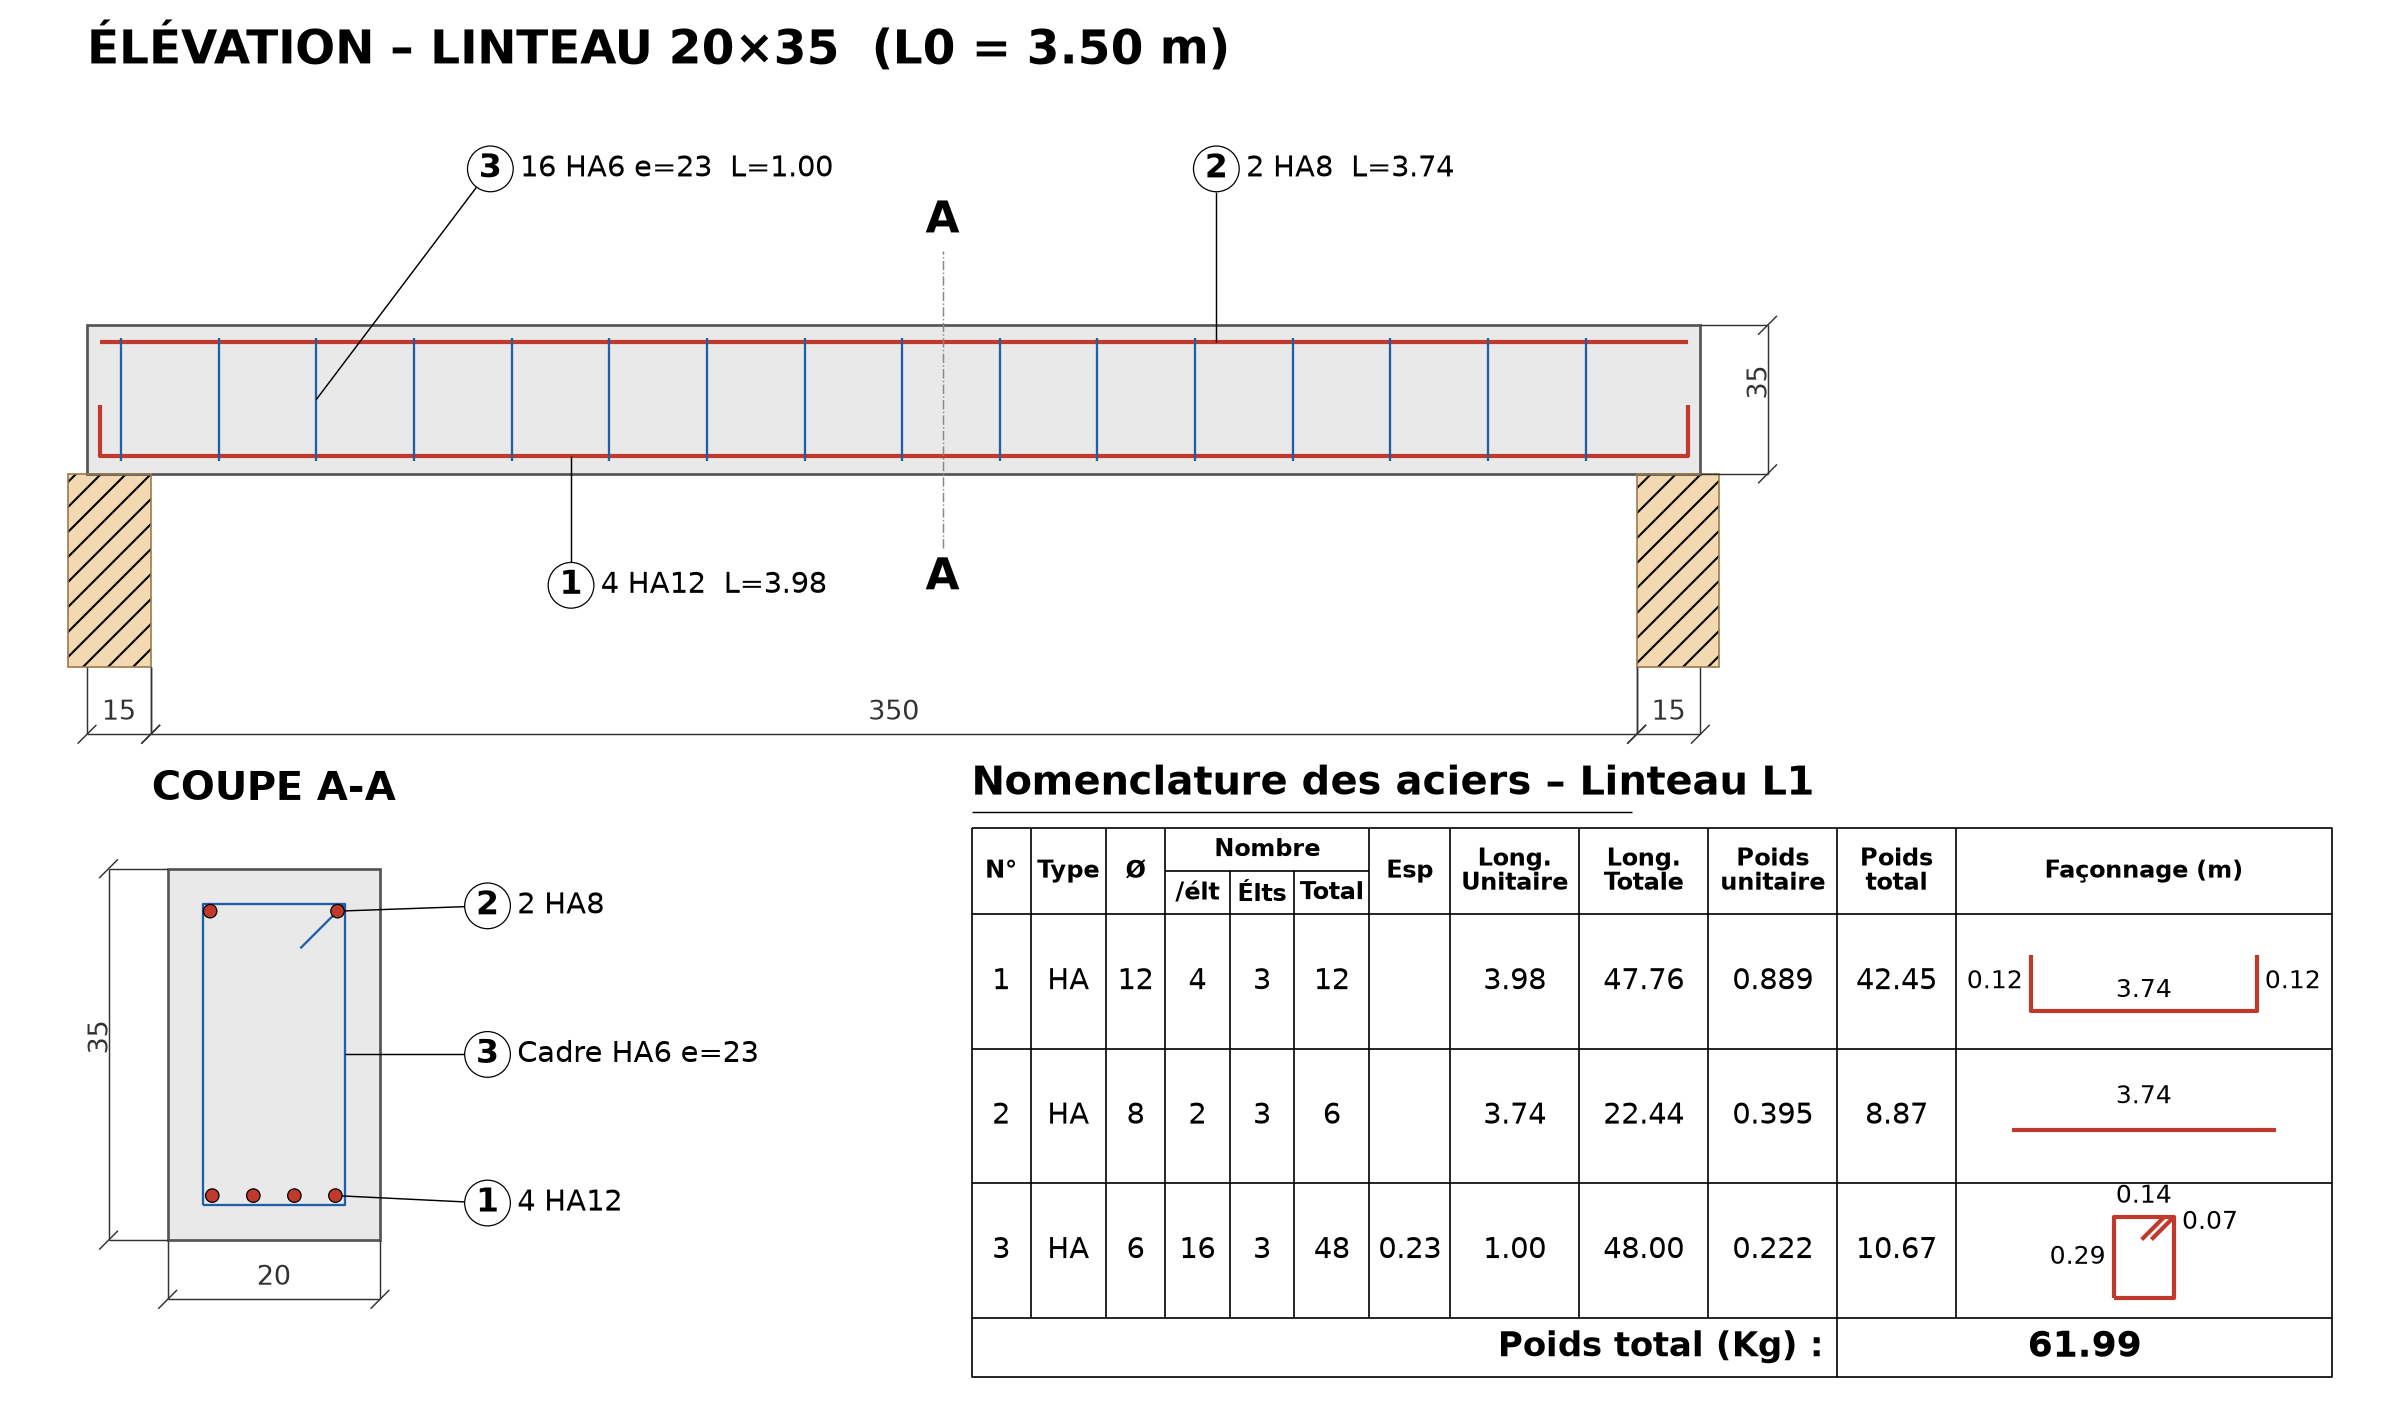 ÉLÉVATION – LINTEAU 20×35  (L0 = 3.50 m)
3 16 HA6 e=23  L=1.00
2 2 HA8  L=3.74
A
35
1 4 HA12  L=3.98
A
15
350
15
COUPE A-A
35
20
2 2 HA8
3 Cadre HA6 e=23
1 4 HA12
Nomenclature des aciers – Linteau L1
N° Type Ø Nombre /élt Élts Total Esp Long. Unitaire Long. Totale Poids unitaire Poids total Façonnage (m)
1 HA 12 4 3 12 3.98 47.76 0.889 42.45 0.12 3.74 0.12
2 HA 8 2 3 6 3.74 22.44 0.395 8.87 3.74
3 HA 6 16 3 48 0.23 1.00 48.00 0.222 10.67 0.14 0.07 0.29
Poids total (Kg) : 61.99